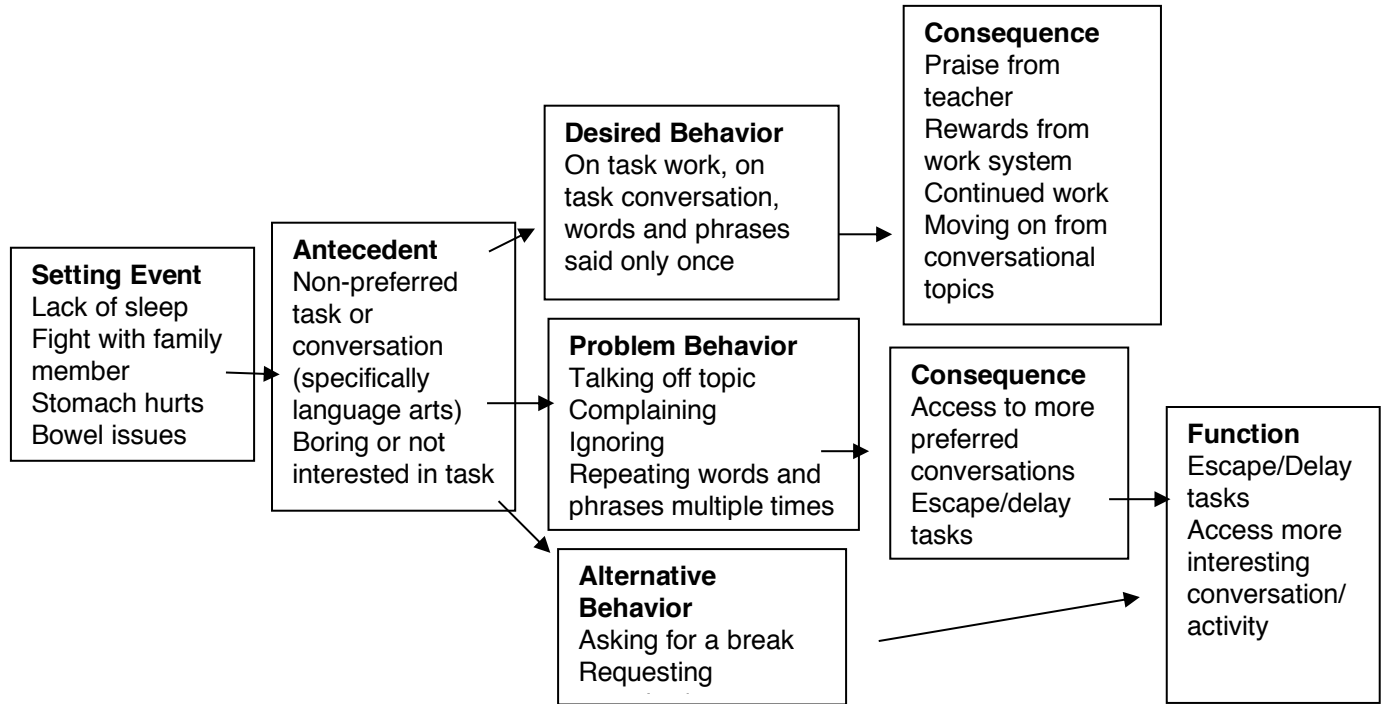 Setting Event
Lack of sleep
Fight with family
member
Stomach hurts
Bowel issues
Antecedent
Non-preferred
task or
conversation
(specifically
language arts)
Boring or not
interested in task
Desired Behavior
On task work, on
task conversation,
words and phrases
said only once
Consequence
Praise from
teacher
Rewards from
work system
Continued work
Moving on from
conversational
topics
Problem Behavior
Talking off topic
Complaining
Ignoring
Repeating words and
phrases multiple times
Consequence
Access to more
preferred
conversations
Escape/delay
tasks
Alternative
Behavior
Asking for a break
Requesting
Function
Escape/Delay
tasks
Access more
interesting
conversation/
activity